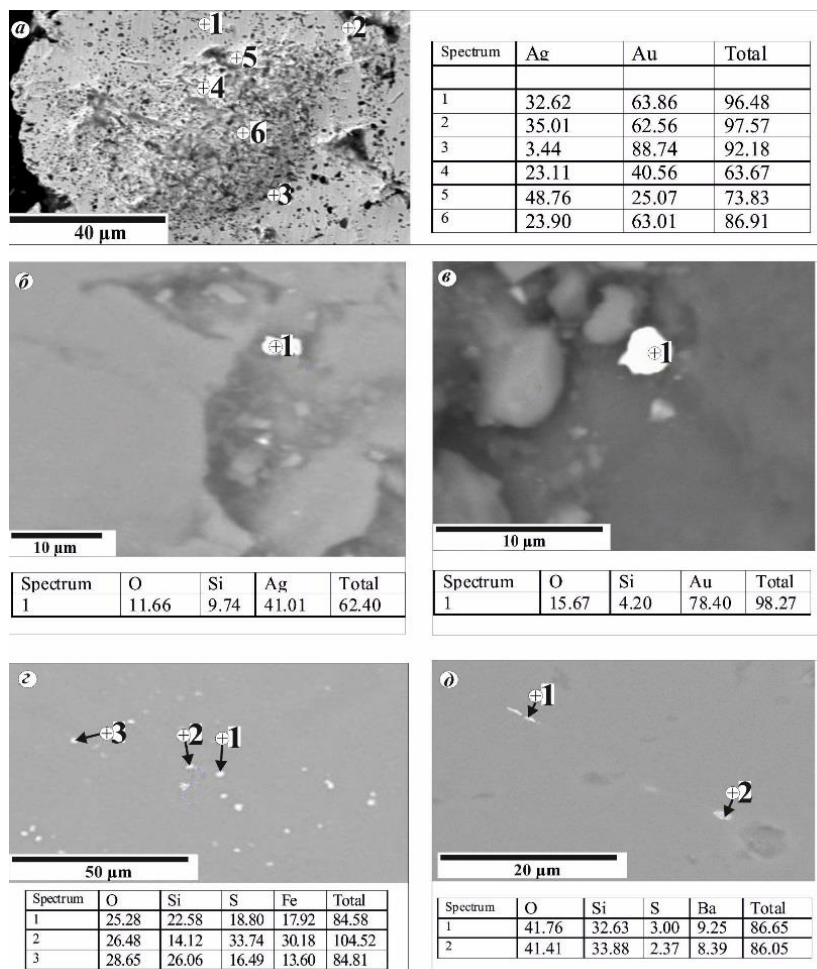 а 1 2
5
4
6
3
40 µm
Spectrum Ag Au Total
1 32.62 63.86 96.48
2 35.01 62.56 97.57
3 3.44 88.74 92.18
4 23.11 40.56 63.67
5 48.76 25.07 73.83
6 23.90 63.01 86.91
б
1
10 µm
Spectrum O Si Ag Total
1 11.66 9.74 41.01 62.40
в
1
10 µm
Spectrum O Si Au Total
1 15.67 4.20 78.40 98.27
г
3 2 1
50 µm
Spectrum O Si S Fe Total
1 25.28 22.58 18.80 17.92 84.58
2 26.48 14.12 33.74 30.18 104.52
3 28.65 26.06 16.49 13.60 84.81
д
1
2
20 µm
Spectrum O Si S Ba Total
1 41.76 32.63 3.00 9.25 86.65
2 41.41 33.88 2.37 8.39 86.05